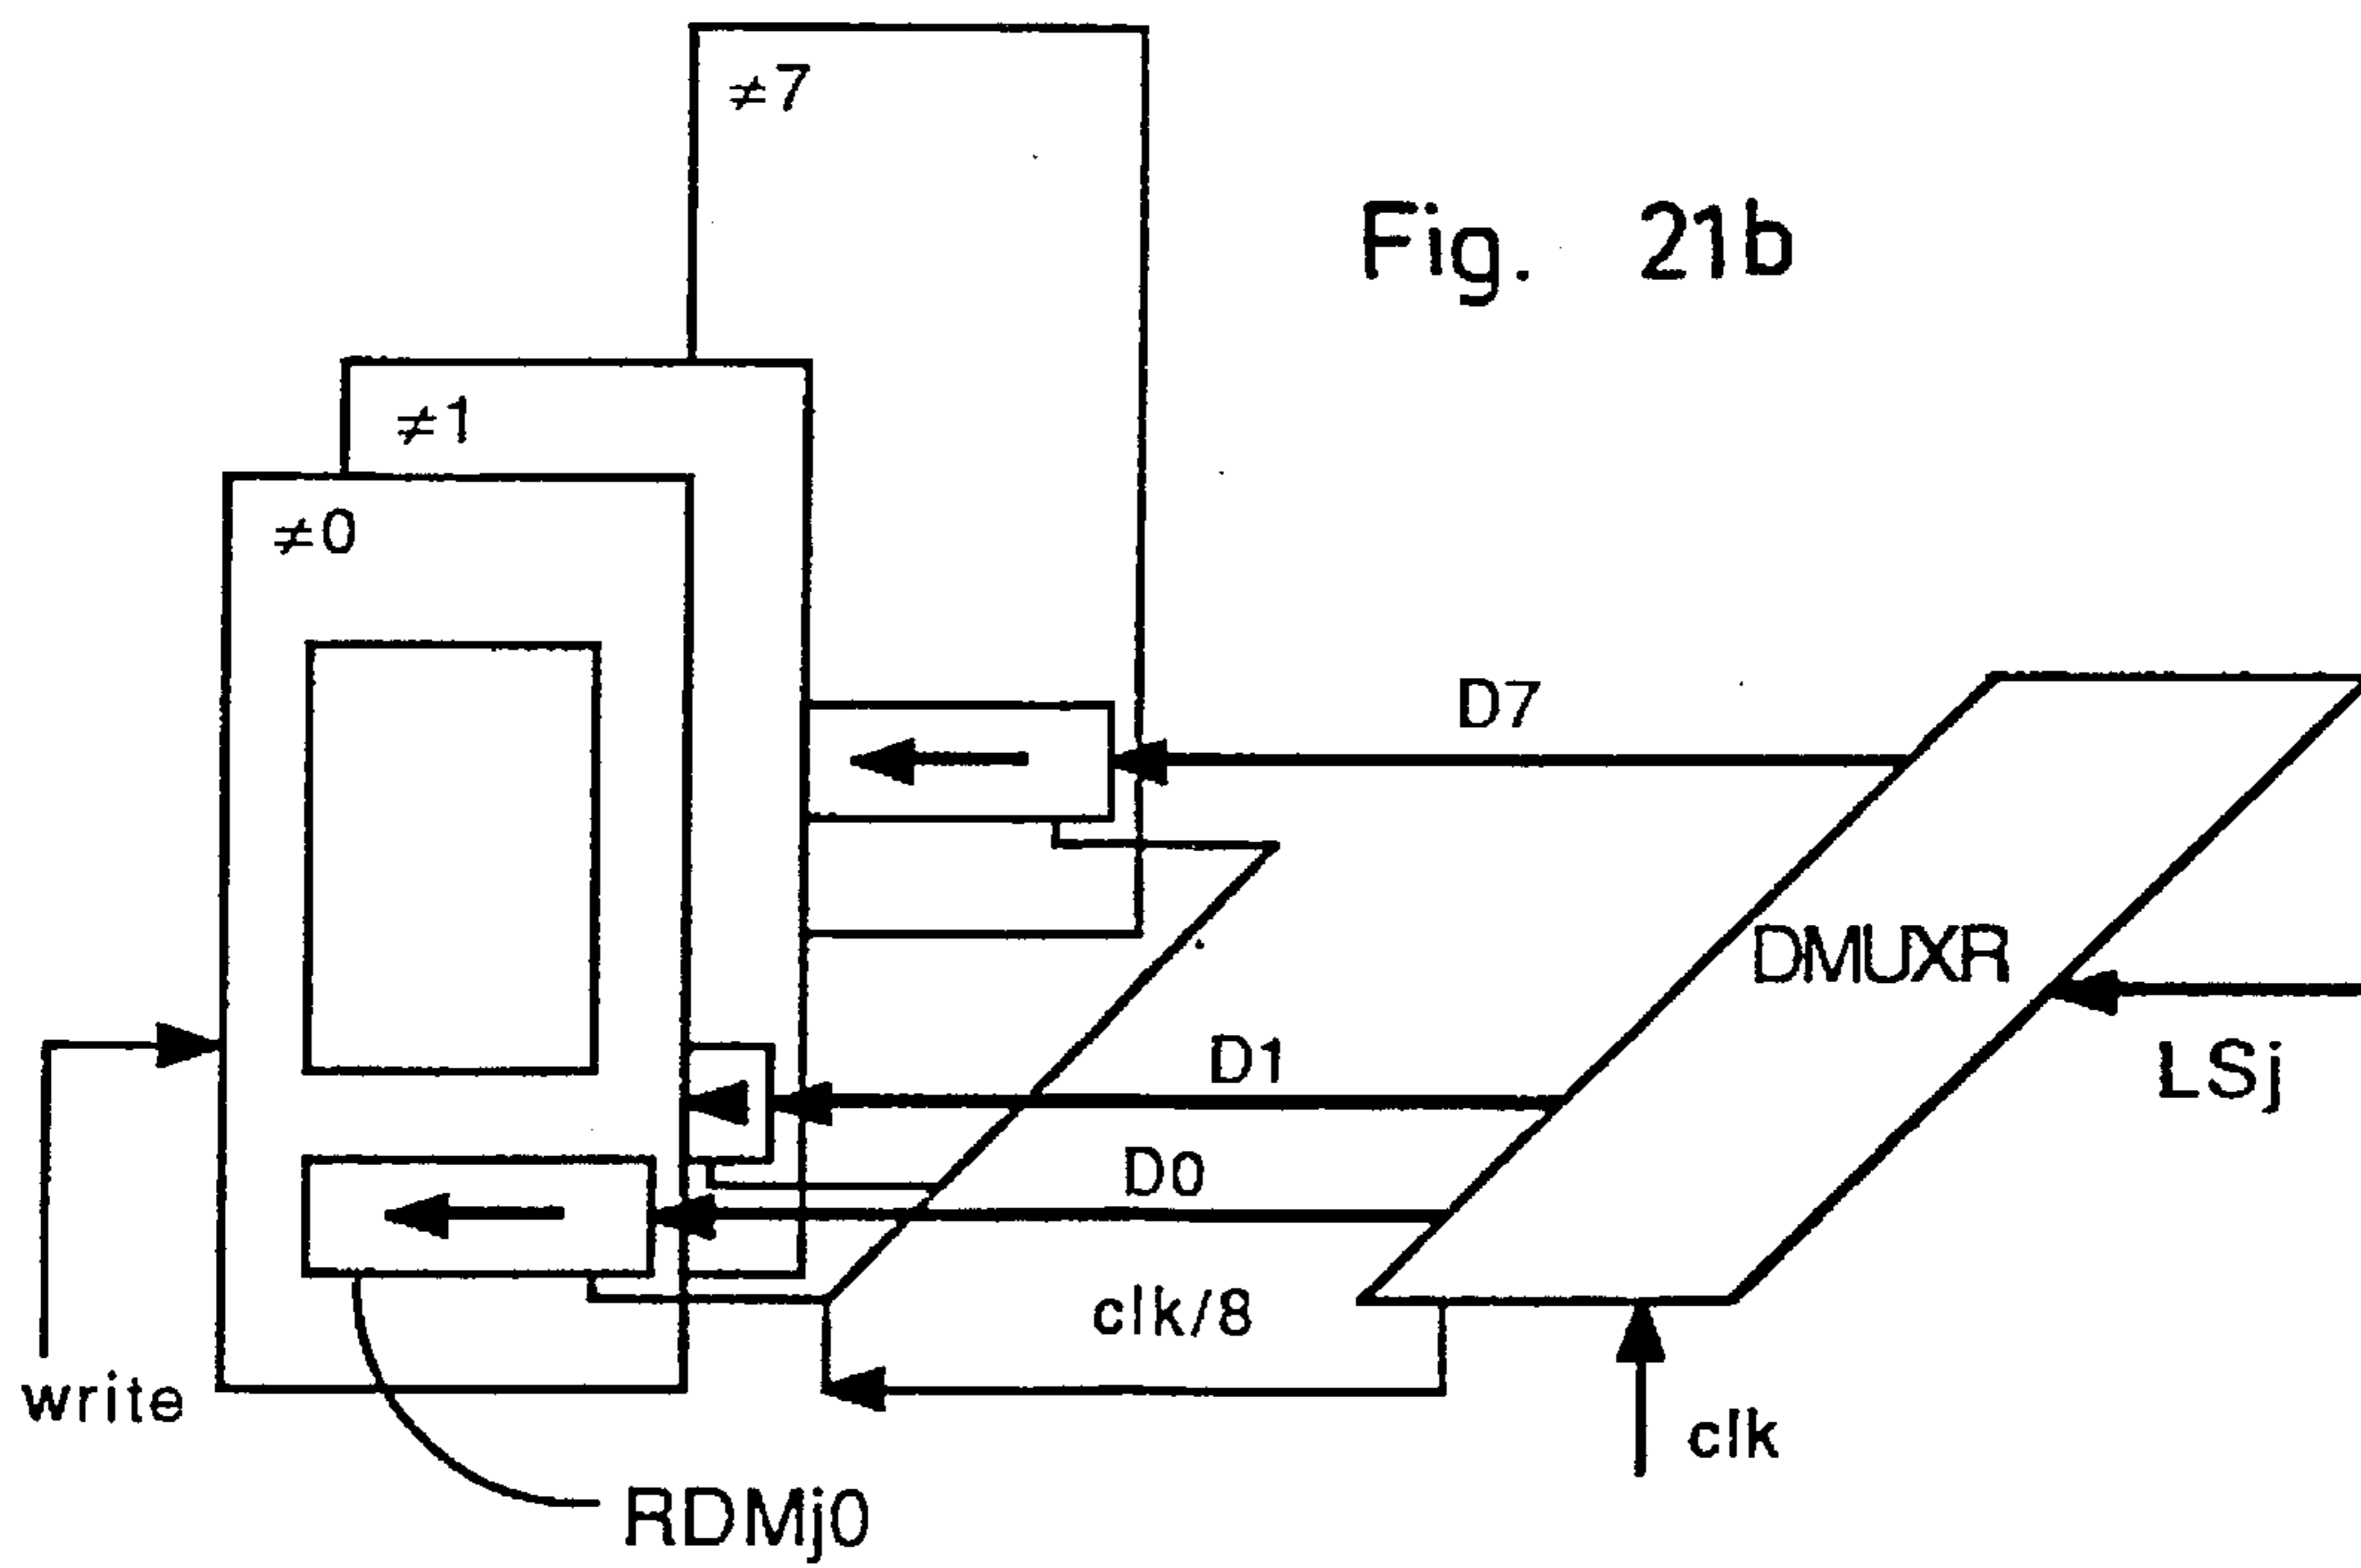 ≠7
Fig. 21b
≠1
≠0
D7
DMUXR
D1
LSj
D0
clk/8
write
clk
RDMj0